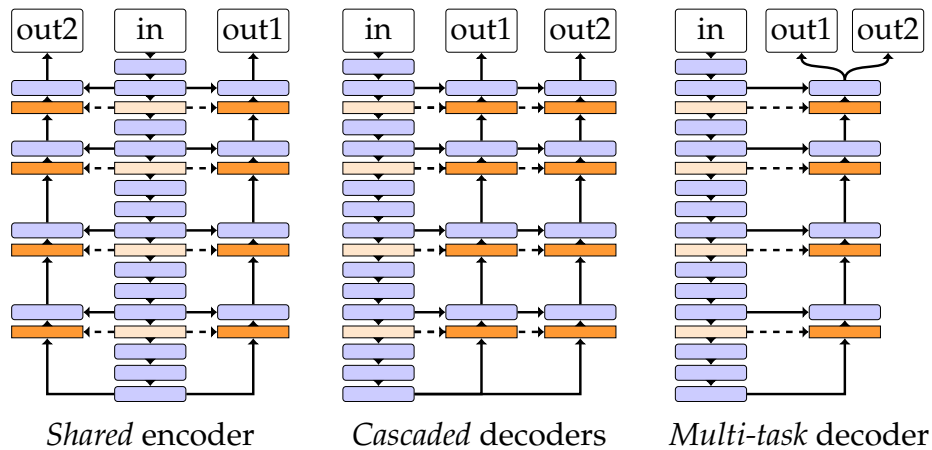 out2 in out1 in out1 out2 in out1 out2
Shared encoder Cascaded decoders Multi-task decoder